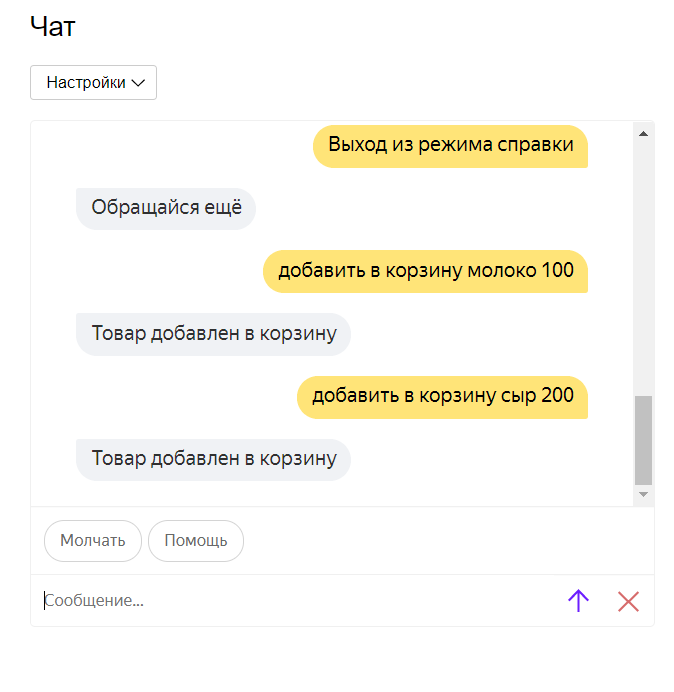 Чат
Настройки
Выход из режима справки
Обращайся ещё
добавить в корзину молоко 100
Товар добавлен в корзину
добавить в корзину сыр 200
Товар добавлен в корзину
Молчать Помощь
Сообщение...